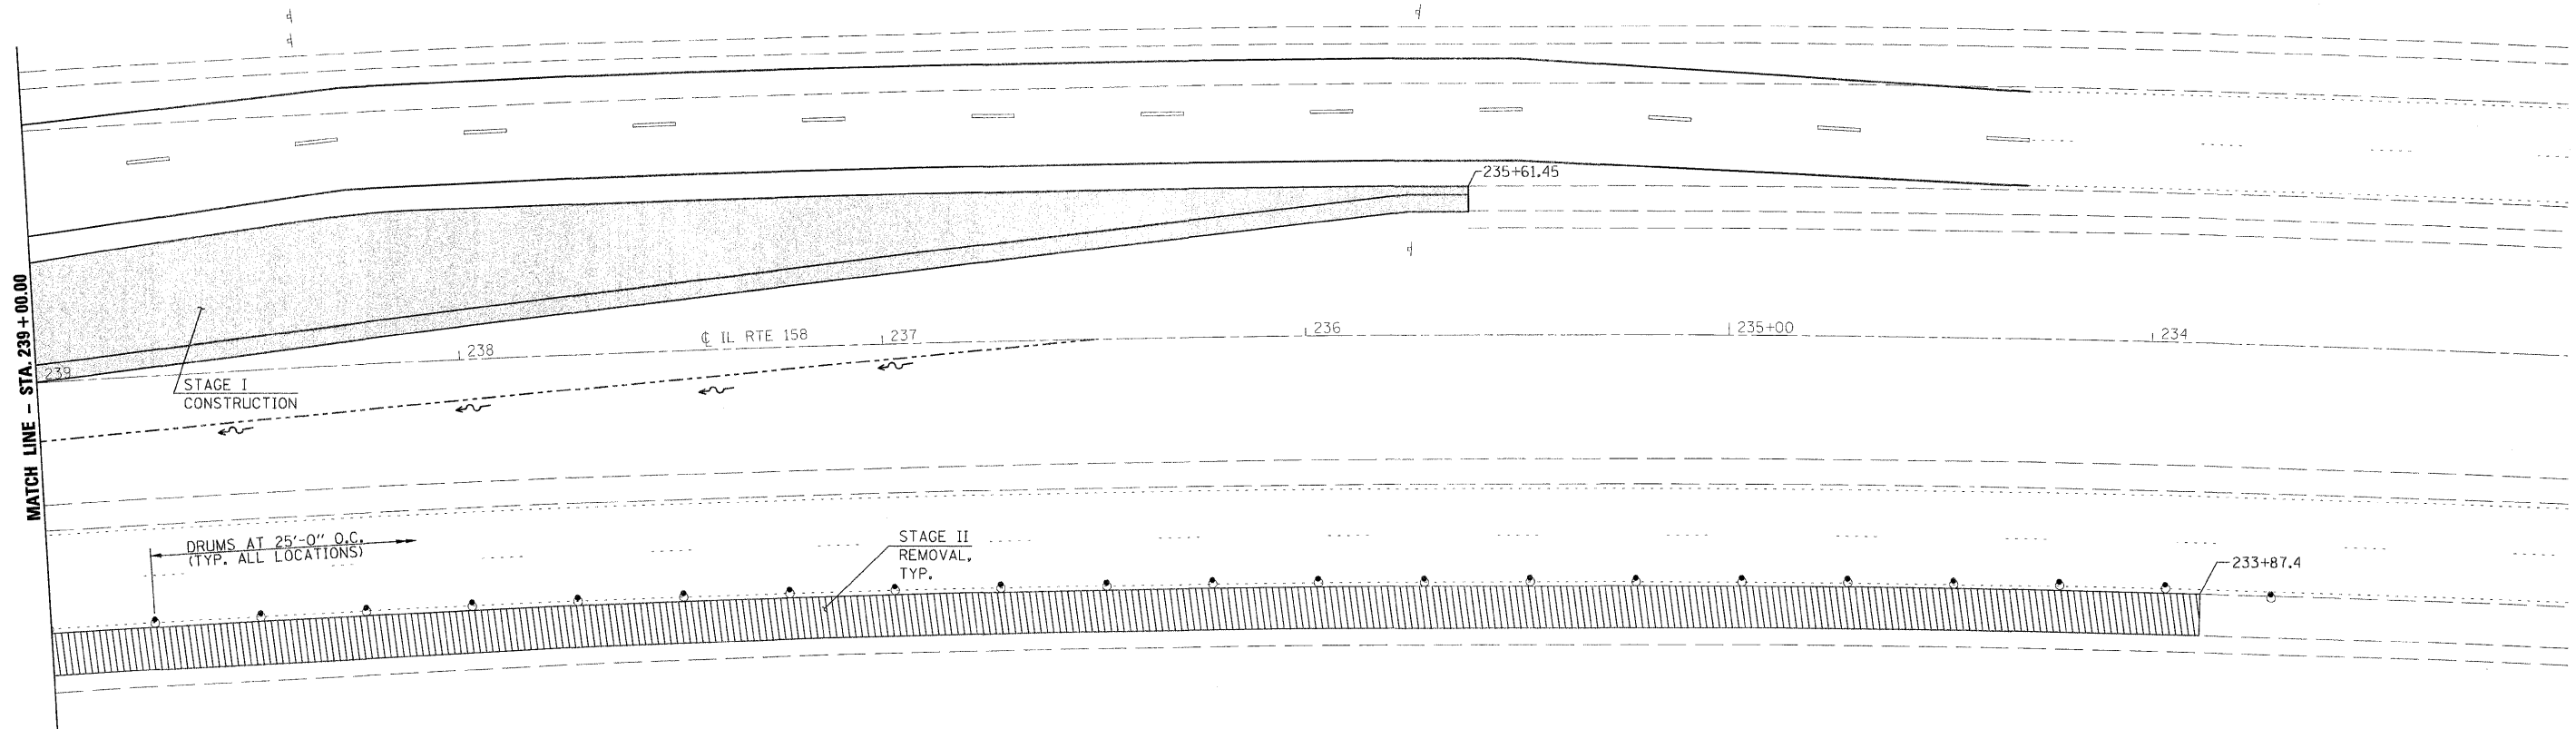 MATCH LINE - STA. 239+00.00
235+61.45
239
238
℄ IL RTE 158
237
236
235+00
234
STAGE I
CONSTRUCTION
DRUMS AT 25'-0" O.C.
(TYP. ALL LOCATIONS)
STAGE II
REMOVAL,
TYP.
233+87.4